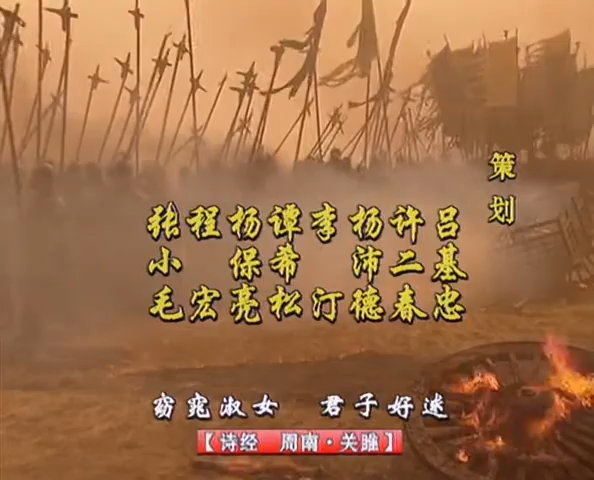 策划
吕基忠
许二春
杨沛德
李汀
谭希松
杨保亮
程宏
张小毛
窈窕淑女 君子好逑
【诗经 周南·关雎】